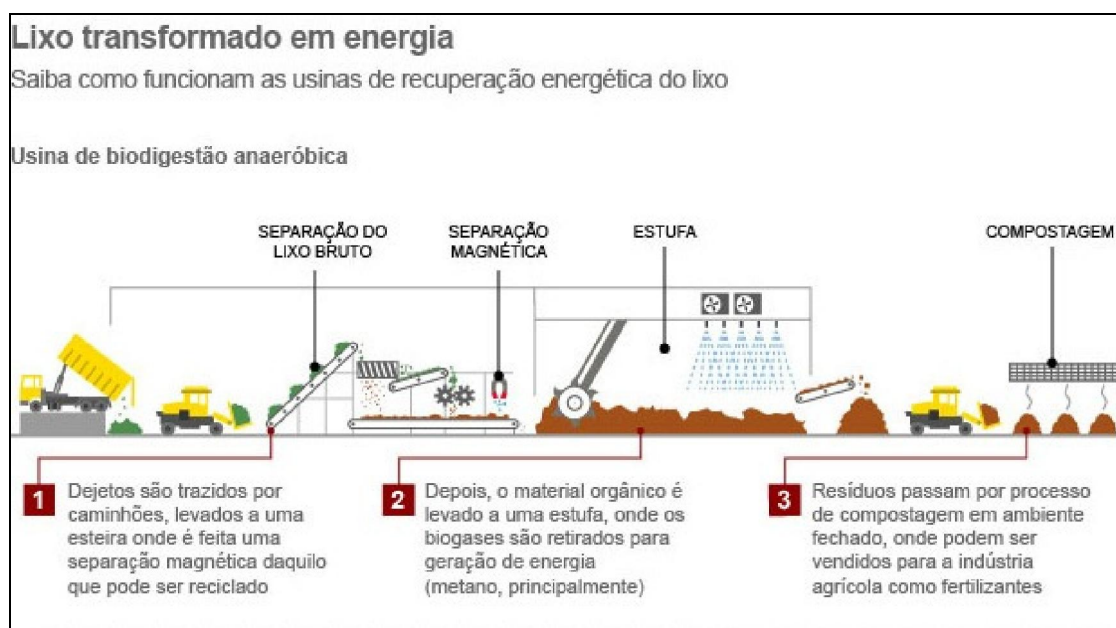 Lixo transformado em energia
Saiba como funcionam as usinas de recuperação energética do lixo
Usina de biodigestão anaeróbica
SEPARAÇÃO DO
LIXO BRUTO
SEPARAÇÃO
MAGNÉTICA
ESTUFA
COMPOSTAGEM
1
Dejetos são trazidos por
caminhões, levados a uma
esteira onde é feita uma
separação magnética daquilo
que pode ser reciclado
2
Depois, o material orgânico é
levado a uma estufa, onde os
biogases são retirados para
geração de energia
(metano, principalmente)
3
Resíduos passam por processo
de compostagem em ambiente
fechado, onde podem ser
vendidos para a indústria
agrícola como fertilizantes